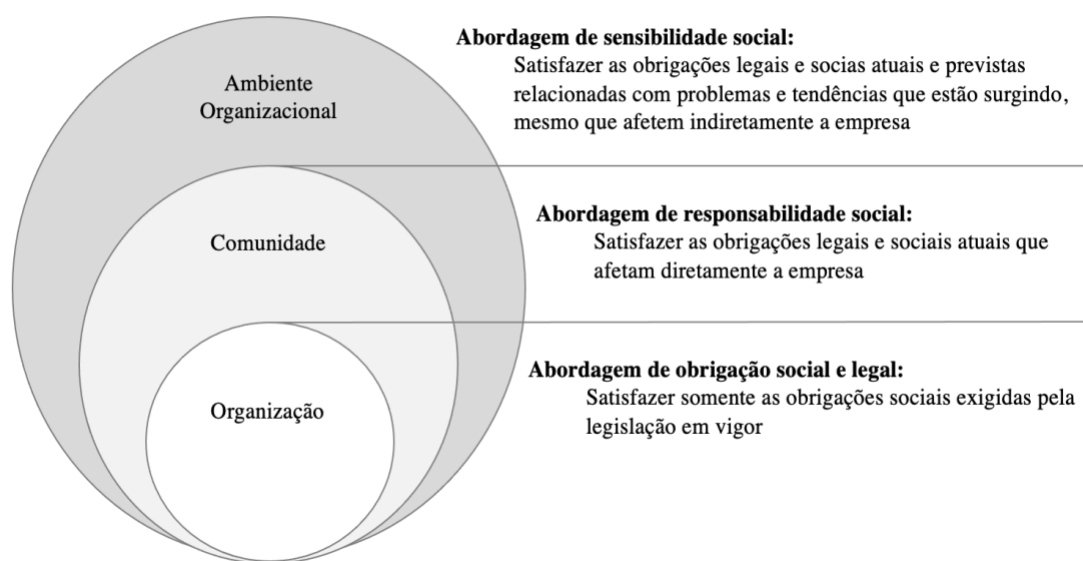 Abordagem de sensibilidade social:
Satisfazer as obrigações legais e socias atuais e previstas
relacionadas com problemas e tendências que estão surgindo,
mesmo que afetem indiretamente a empresa
Ambiente
Organizacional
Abordagem de responsabilidade social:
Satisfazer as obrigações legais e sociais atuais que
afetam diretamente a empresa
Comunidade
Abordagem de obrigação social e legal:
Satisfazer somente as obrigações sociais exigidas pela
legislação em vigor
Organização